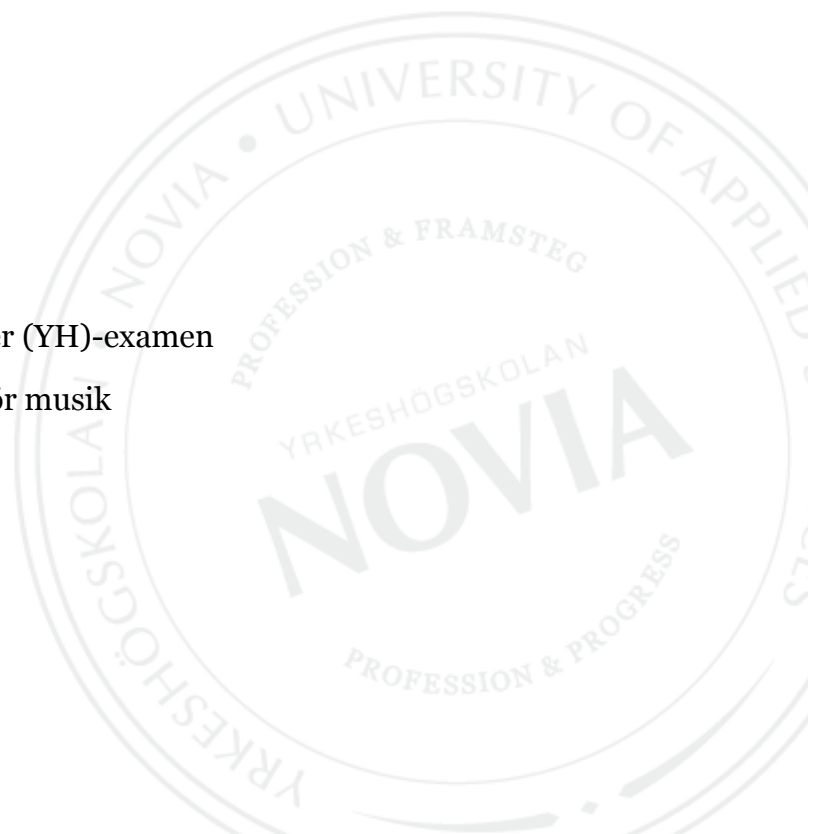 NOVIA • UNIVERSITY OF APPLIED
PROFESSION & FRAMSTEG
r (YH)-examen
ör musik
YRKESHÖGSKOLAN
NOVIA
PROFESSION & PROGRESS
YRKESHÖGSKOLAN